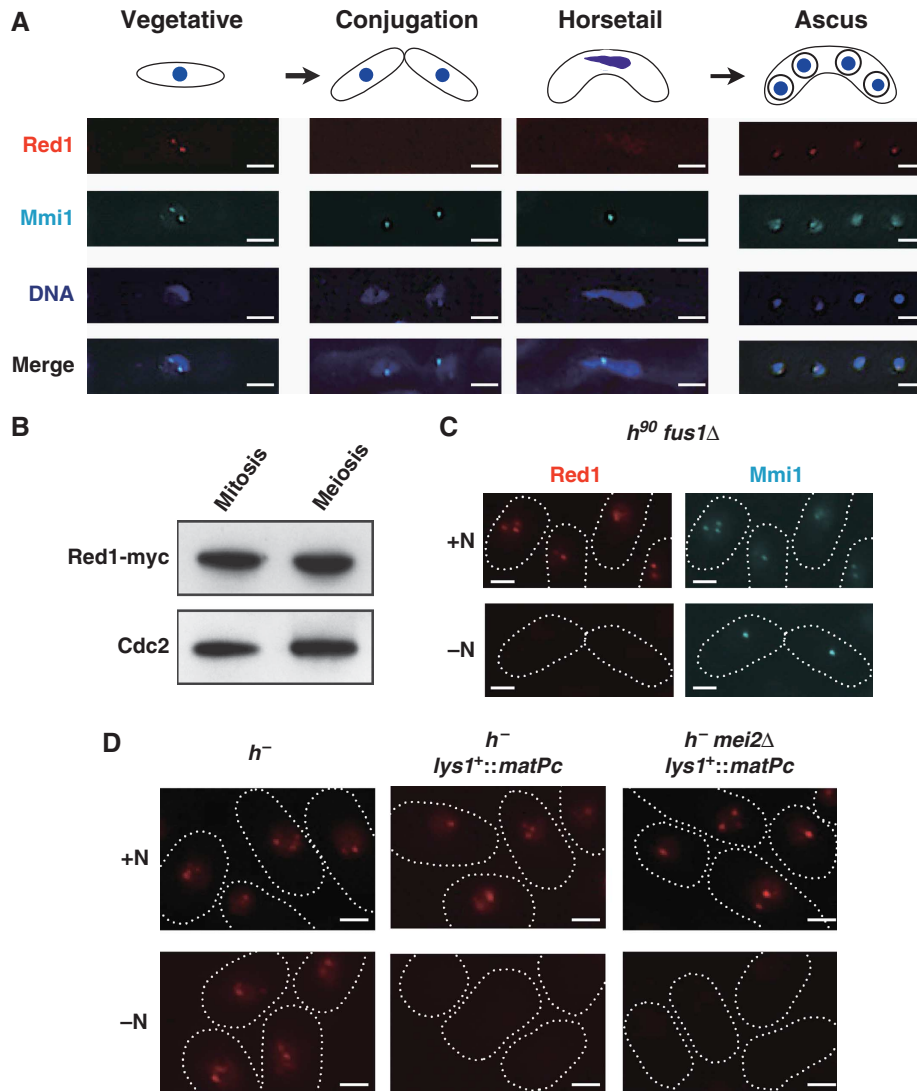 A
Vegetative Conjugation Horsetail Ascus
Red1
Mmi1
DNA
Merge
B
Mitosis Meiosis
Red1-myc
Cdc2
C
h⁹⁰ fus1Δ
Red1 Mmi1
+N
–N
D
h⁻ h⁻ h⁻ mei2Δ
lys1⁺::matPc lys1⁺::matPc
+N
–N